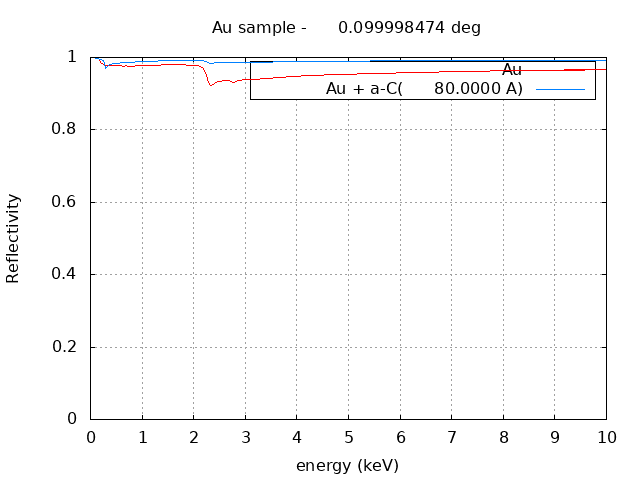 Au sample - 0.099998474 deg
1
0.8
0.6
0.4
0.2
0
Reflectivity
Au
Au + a-C( 80.0000 A)
0 1 2 3 4 5 6 7 8 9 10
energy (keV)